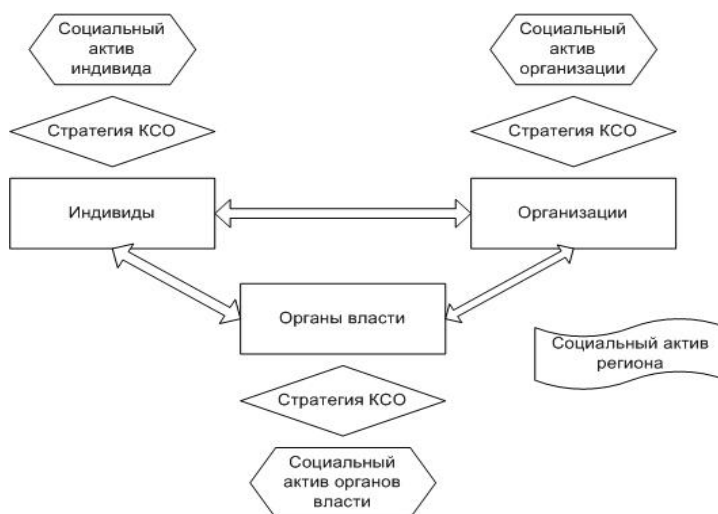 Социальный
актив
индивида
Социальный
актив
организации
Стратегия КСО
Стратегия КСО
Индивиды
Организации
Органы власти
Социальный актив
региона
Стратегия КСО
Социальный
актив органов
власти